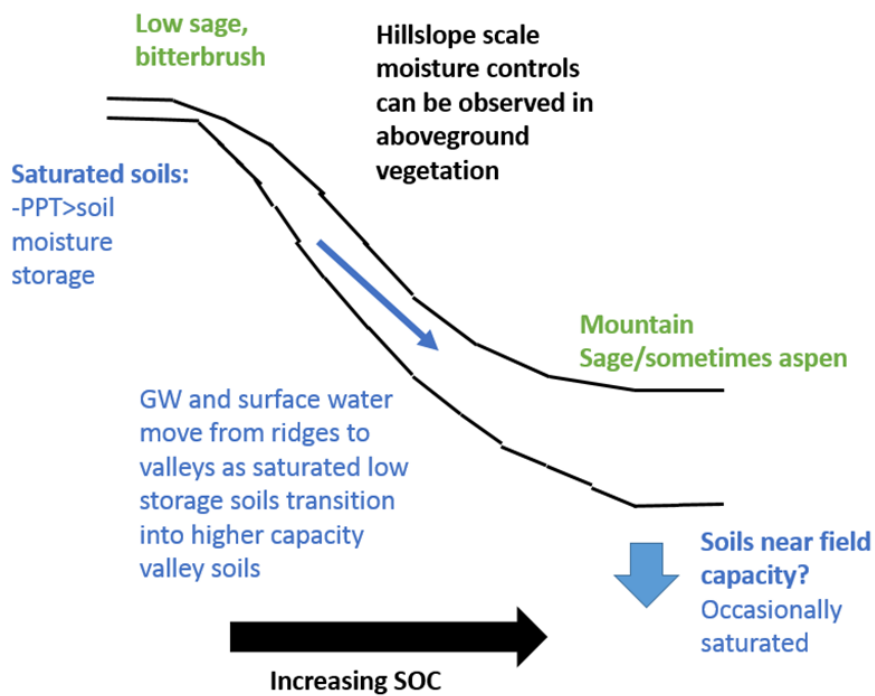 Low sage,
bitterbrush
Hillslope scale
moisture controls
can be observed in
aboveground
vegetation
Saturated soils:
-PPT>soil
moisture
storage
Mountain
Sage/sometimes aspen
GW and surface water
move from ridges to
valleys as saturated low
storage soils transition
into higher capacity
valley soils
Soils near field
capacity?
Occasionally
saturated
Increasing SOC